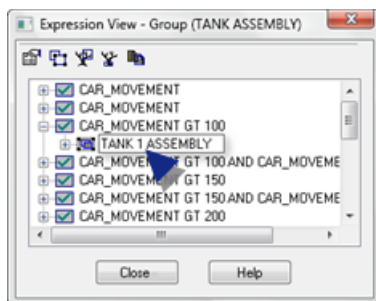 Expression View - Group (TANK ASSEMBLY)
CAR_MOVEMENT
CAR_MOVEMENT
CAR_MOVEMENT GT 100
TANK 1 ASSEMBLY
CAR_MOVEMENT GT 100 AND CAR_MOVEME
CAR_MOVEMENT GT 150
CAR_MOVEMENT GT 150 AND CAR_MOVEME
CAR_MOVEMENT GT 200
Close
Help